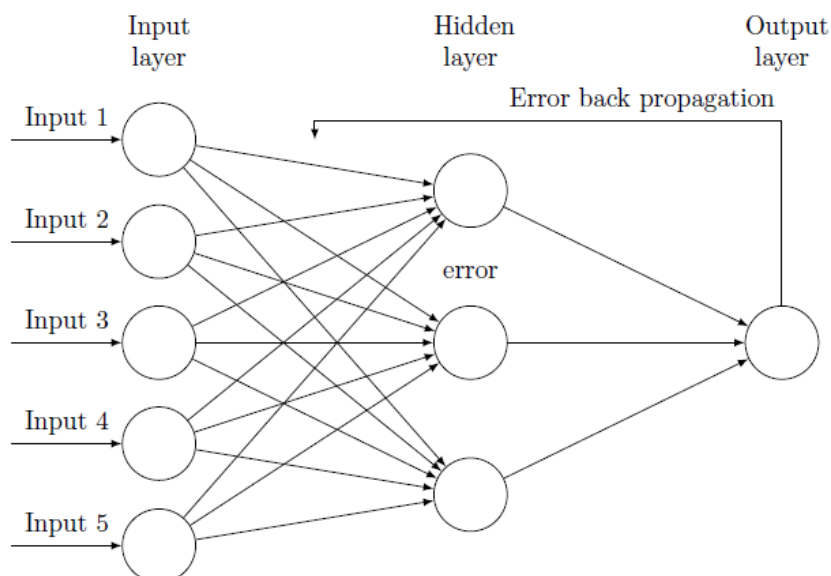 Input
layer
Hidden
layer
Output
layer
Error back propagation
Input 1
Input 2
error
Input 3
Input 4
Input 5